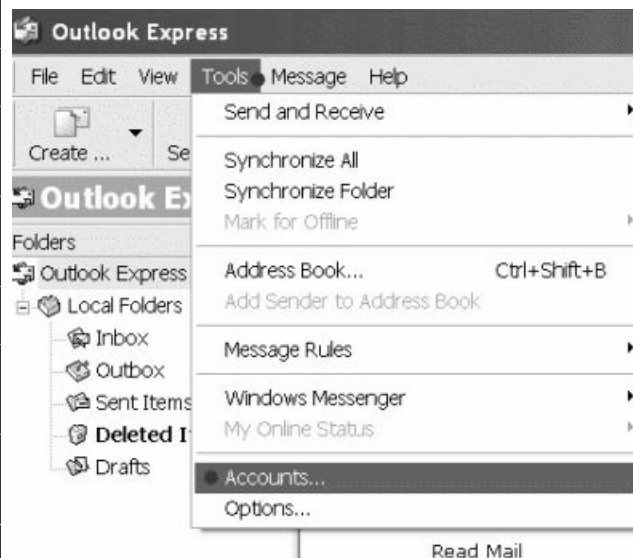 Outlook Express
File Edit View Tools Message Help
Send and Receive
Create ... Se
Synchronize All
Synchronize Folder
Outlook Ex
Mark for Offline
Folders
Outlook Express
Address Book... Ctrl+Shift+B
Local Folders
Add Sender to Address Book
Inbox
Message Rules
Outbox
Sent Items
Windows Messenger
Deleted I
My Online Status
Drafts
Accounts...
Options...
Read Mail